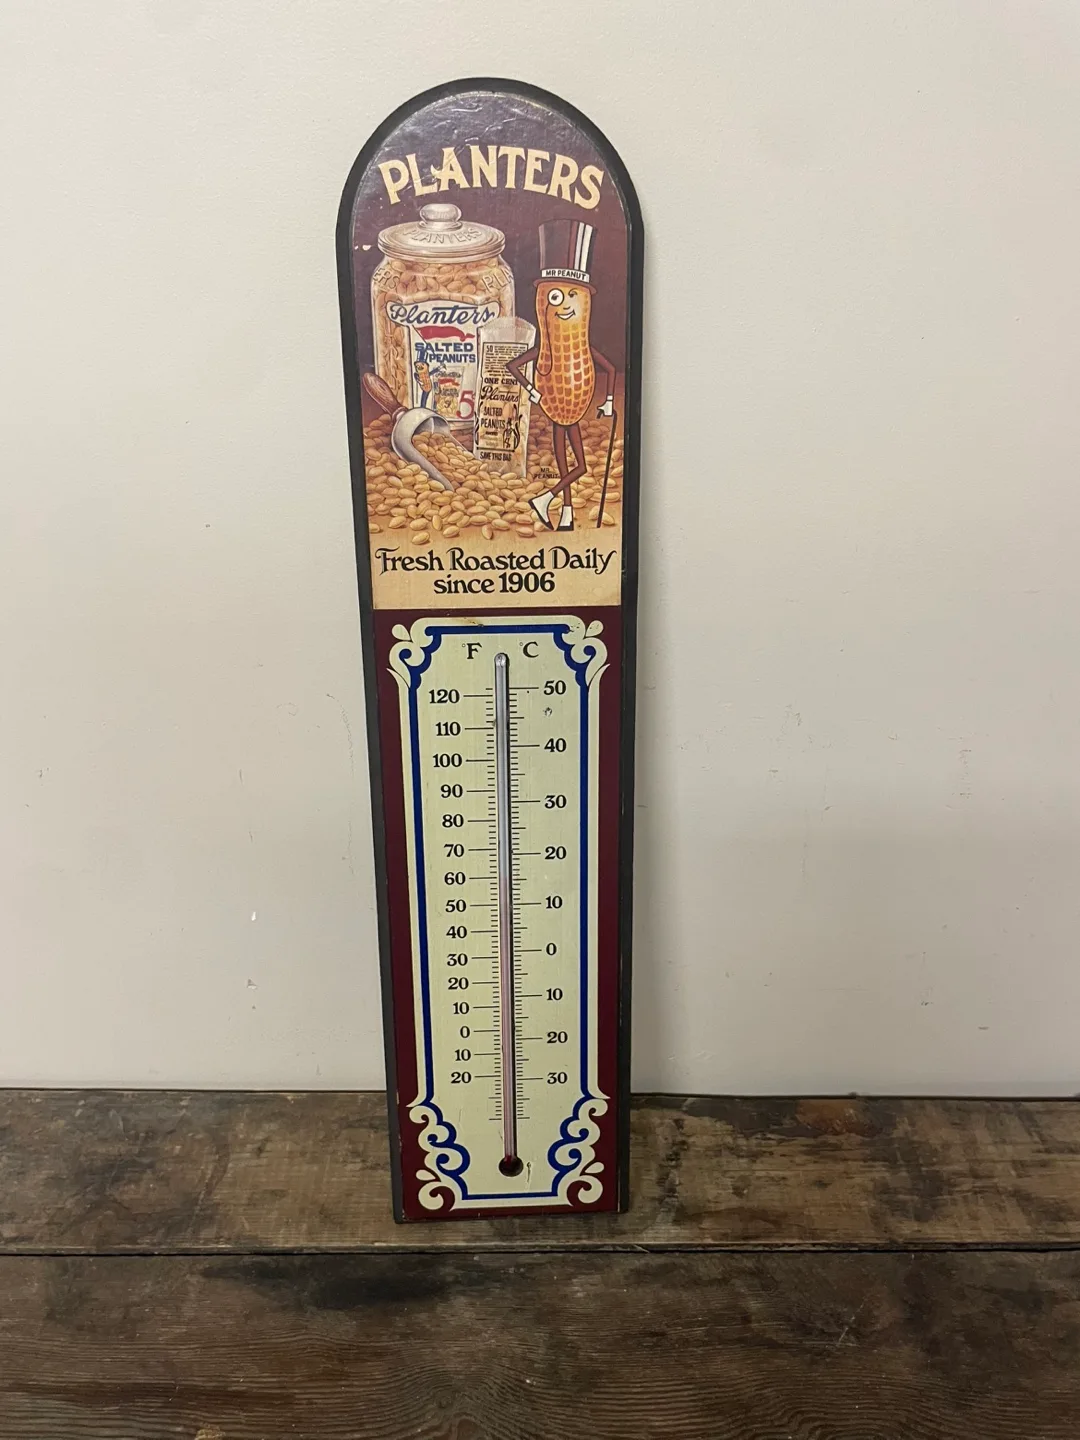 PLANTERS
PLANTERS
Planters
SALTED
PEANUTS
5
MR PEANUT
ONE CENT
Planters
SALTED
PEANUTS
SAVE THIS BAG
MR.
PEANUT
Fresh Roasted Daily
since 1906
°F °C
120 50
110 40
100
90 30
80
70 20
60
50 10
40
30 0
20
10 10
0 20
10
20 30